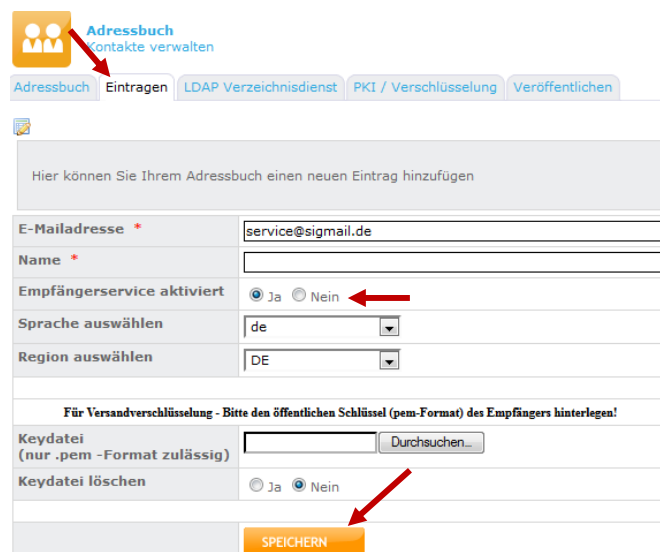 Adressbuch
Kontakte verwalten
Adressbuch Eintragen LDAP Verzeichnisdienst PKI / Verschlüsselung Veröffentlichen
Hier können Sie Ihrem Adressbuch einen neuen Eintrag hinzufügen
E-Mailadresse * service@sigmail.de
Name *
Empfängerservice aktiviert Ja Nein
Sprache auswählen de
Region auswählen DE
Für Versandverschlüsselung - Bitte den öffentlichen Schlüssel (pem-Format) des Empfängers hinterlegen!
Keydatei Durchsuchen...
(nur .pem -Format zulässig)
Keydatei löschen Ja Nein
SPEICHERN